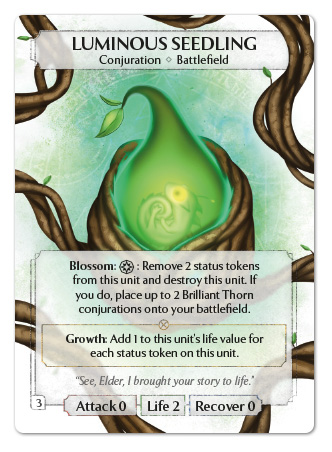 LUMINOUS SEEDLING
Conjuration ◇ Battlefield
Blossom: : Remove 2 status tokens
from this unit and destroy this unit. If
you do, place up to 2 Brilliant Thorn
conjurations onto your battlefield.
Growth: Add 1 to this unit's life value for
each status token on this unit.
"See, Elder, I brought your story to life."
3 Attack 0 Life 2 Recover 0